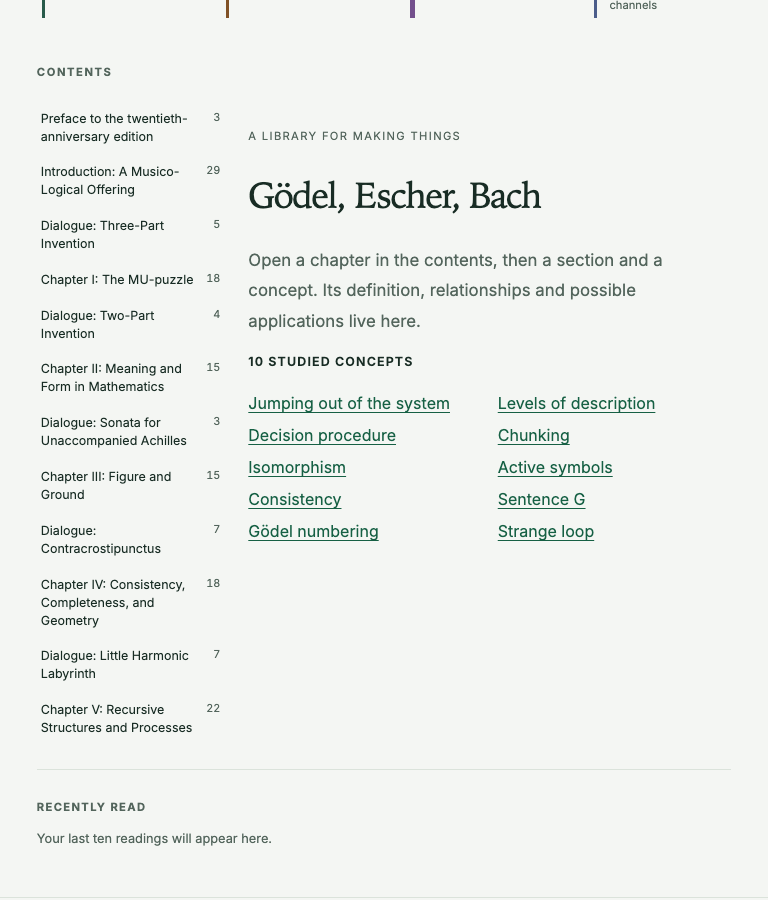 channels
CONTENTS
Preface to the twentieth-
anniversary edition
3
Introduction: A Musico-
Logical Offering
29
Dialogue: Three-Part
Invention
5
Chapter I: The MU-puzzle
18
Dialogue: Two-Part
Invention
4
Chapter II: Meaning and
Form in Mathematics
15
Dialogue: Sonata for
Unaccompanied Achilles
3
Chapter III: Figure and
Ground
15
Dialogue:
Contracrostipunctus
7
Chapter IV: Consistency,
Completeness, and
Geometry
18
Dialogue: Little Harmonic
Labyrinth
7
Chapter V: Recursive
Structures and Processes
22
A LIBRARY FOR MAKING THINGS
Gödel, Escher, Bach
Open a chapter in the contents, then a section and a
concept. Its definition, relationships and possible
applications live here.
10 STUDIED CONCEPTS
Jumping out of the system
Decision procedure
Isomorphism
Consistency
Gödel numbering
Levels of description
Chunking
Active symbols
Sentence G
Strange loop
RECENTLY READ
Your last ten readings will appear here.